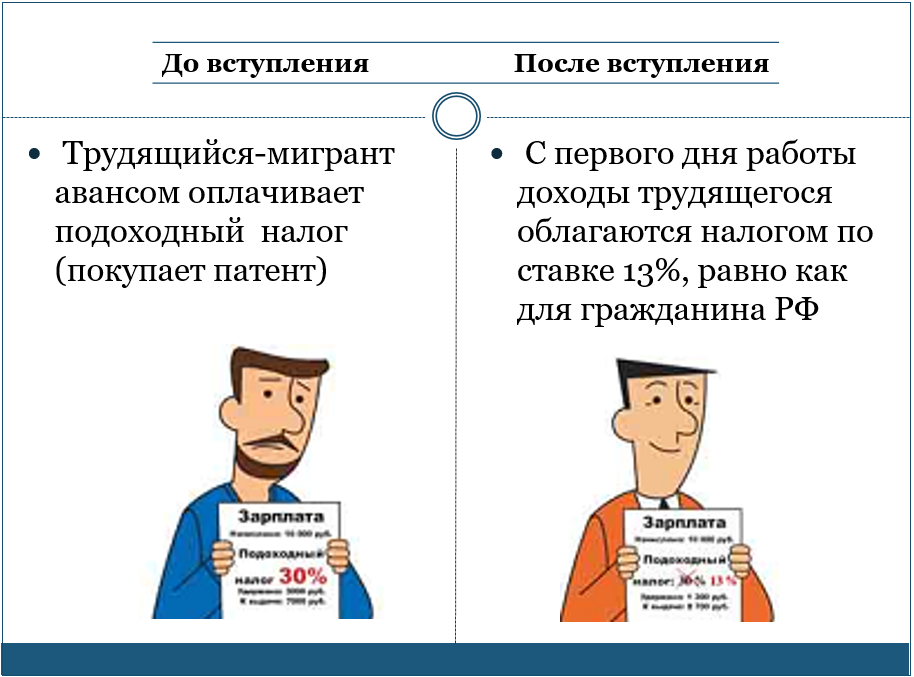 До вступления
После вступления
• Трудящийся-мигрант
авансом оплачивает
подоходный налог
(покупает патент)
• С первого дня работы
доходы трудящегося
облагаются налогом по
ставке 13%, равно как
для гражданина РФ
Зарплата
Начислено: 10 000 руб.
Подоходный
налог 30%
Удержано: 3000 руб.
К выдаче: 7000 руб.
Зарплата
Начислено: 10 000 руб.
Подоходный
налог: 30% 13%
Удержано: 1 300 руб.
К выдаче: 8 700 руб.